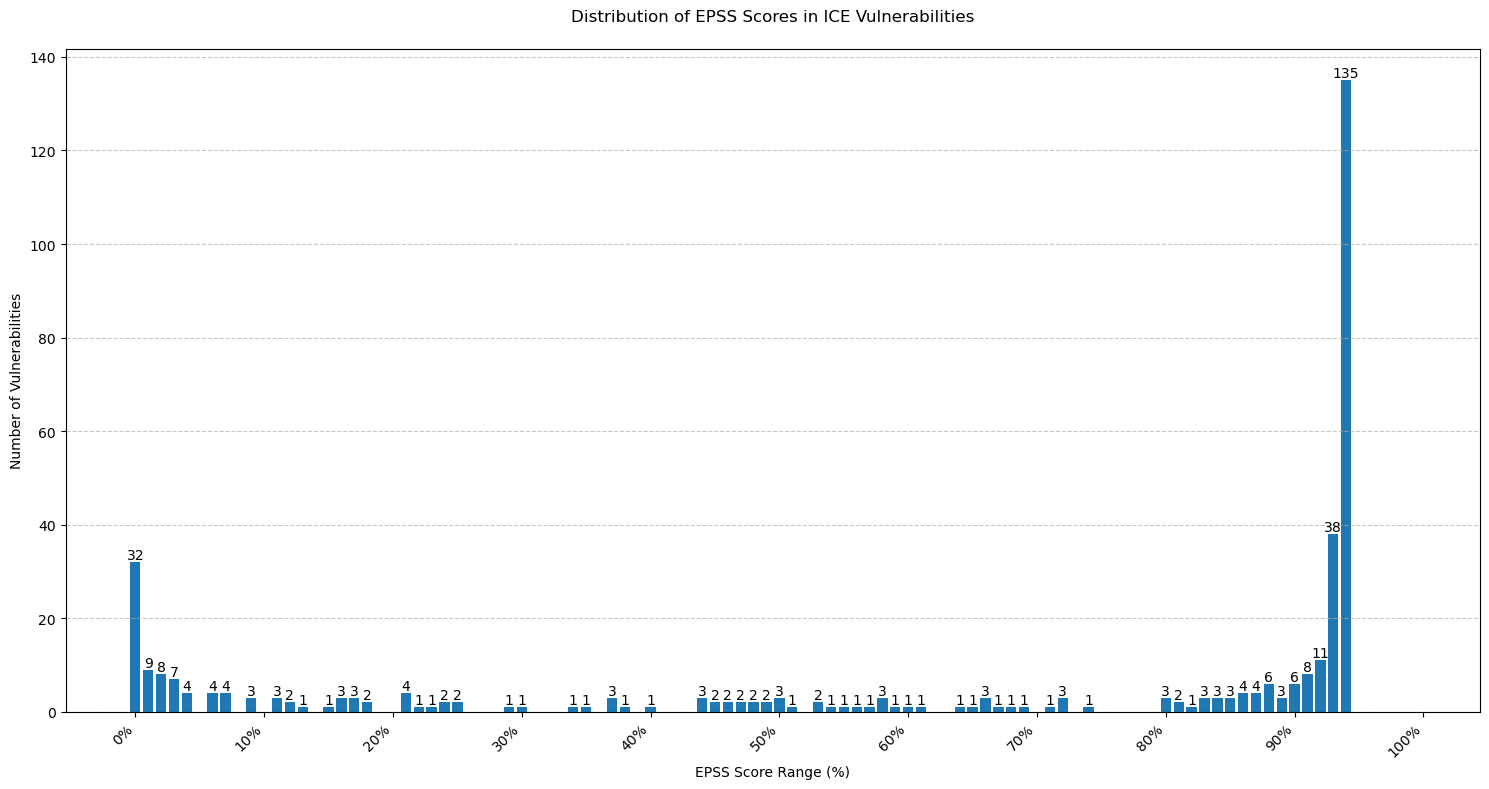 Distribution of EPSS Scores in ICE Vulnerabilities
140
120
100
80
60
40
20
0
Number of Vulnerabilities
32 9 8 7 4 4 4 3 3 2 1 1 3 3 2 4 1 1 2 2 1 1 1 1 3 1 1 3 2 2 2 2 2 3 1 2 1 1 1 1 3 1 1 1 1 1 3 1 1 1 1 3 1 3 2 1 3 3 3 4 4 6 3 6 8 11 38 135
0% 10% 20% 30% 40% 50% 60% 70% 80% 90% 100%
EPSS Score Range (%)